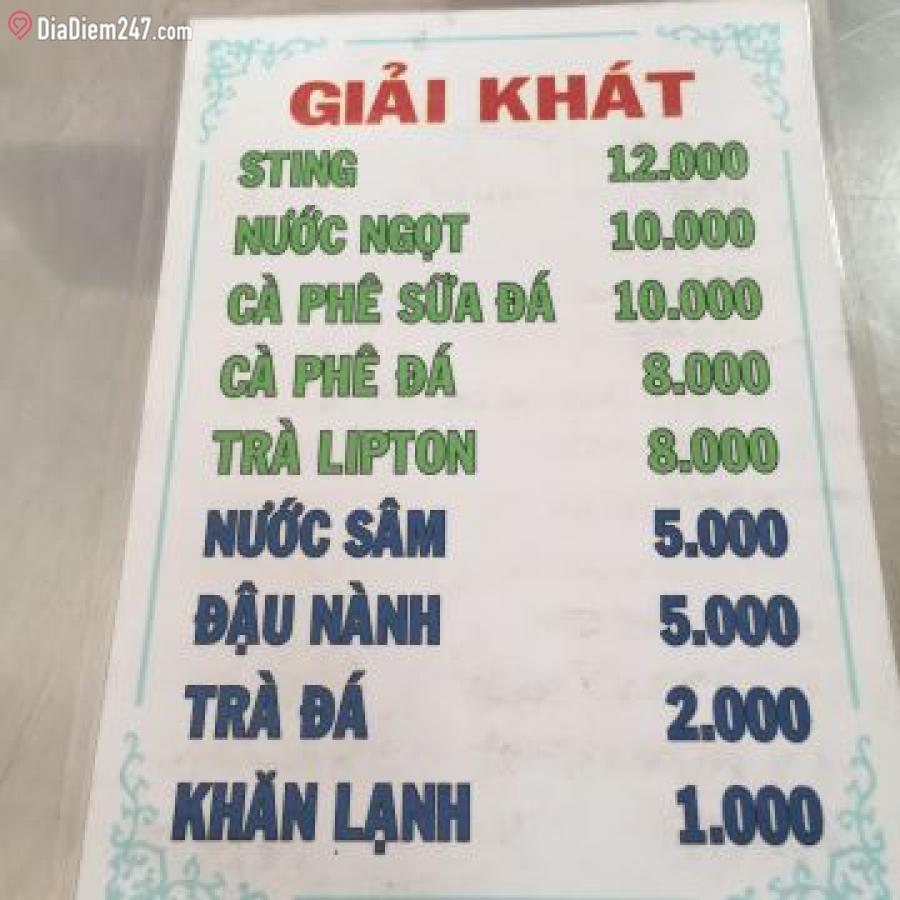 DiaDiem247.com
GIẢI KHÁT
STING 12.000
NƯỚC NGỌT 10.000
CÀ PHÊ SỮA ĐÁ 10.000
CÀ PHÊ ĐÁ 8.000
TRÀ LIPTON 8.000
NƯỚC SÂM 5.000
ĐẬU NÀNH 5.000
TRÀ ĐÁ 2.000
KHĂN LẠNH 1.000